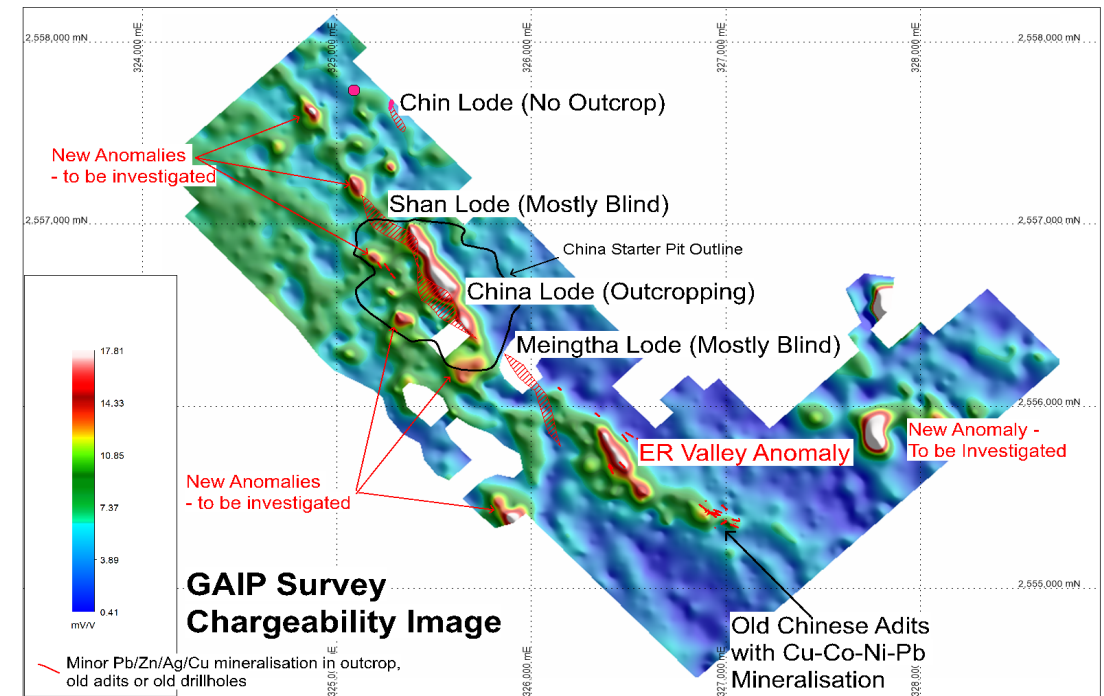 324,000 mE
325,000 mE
326,000 mE
327,000 mE
328,000 mE
2,558,000 mN
2,558,000 mN
Chin Lode (No Outcrop)
New Anomalies
- to be investigated
Shan Lode (Mostly Blind)
2,557,000 mN
2,557,000 mN
China Starter Pit Outline
China Lode (Outcropping)
Meingtha Lode (Mostly Blind)
17.81
14.33
10.85
7.37
3.89
0.41
mV/V
2,556,000 mN
New Anomaly -
To be Investigated
ER Valley Anomaly
New Anomalies
- to be investigated
2,555,000 mN
GAIP Survey
Chargeability Image
Old Chinese Adits
with Cu-Co-Ni-Pb
Mineralisation
Minor Pb/Zn/Ag/Cu mineralisation in outcrop,
old adits or old drillholes